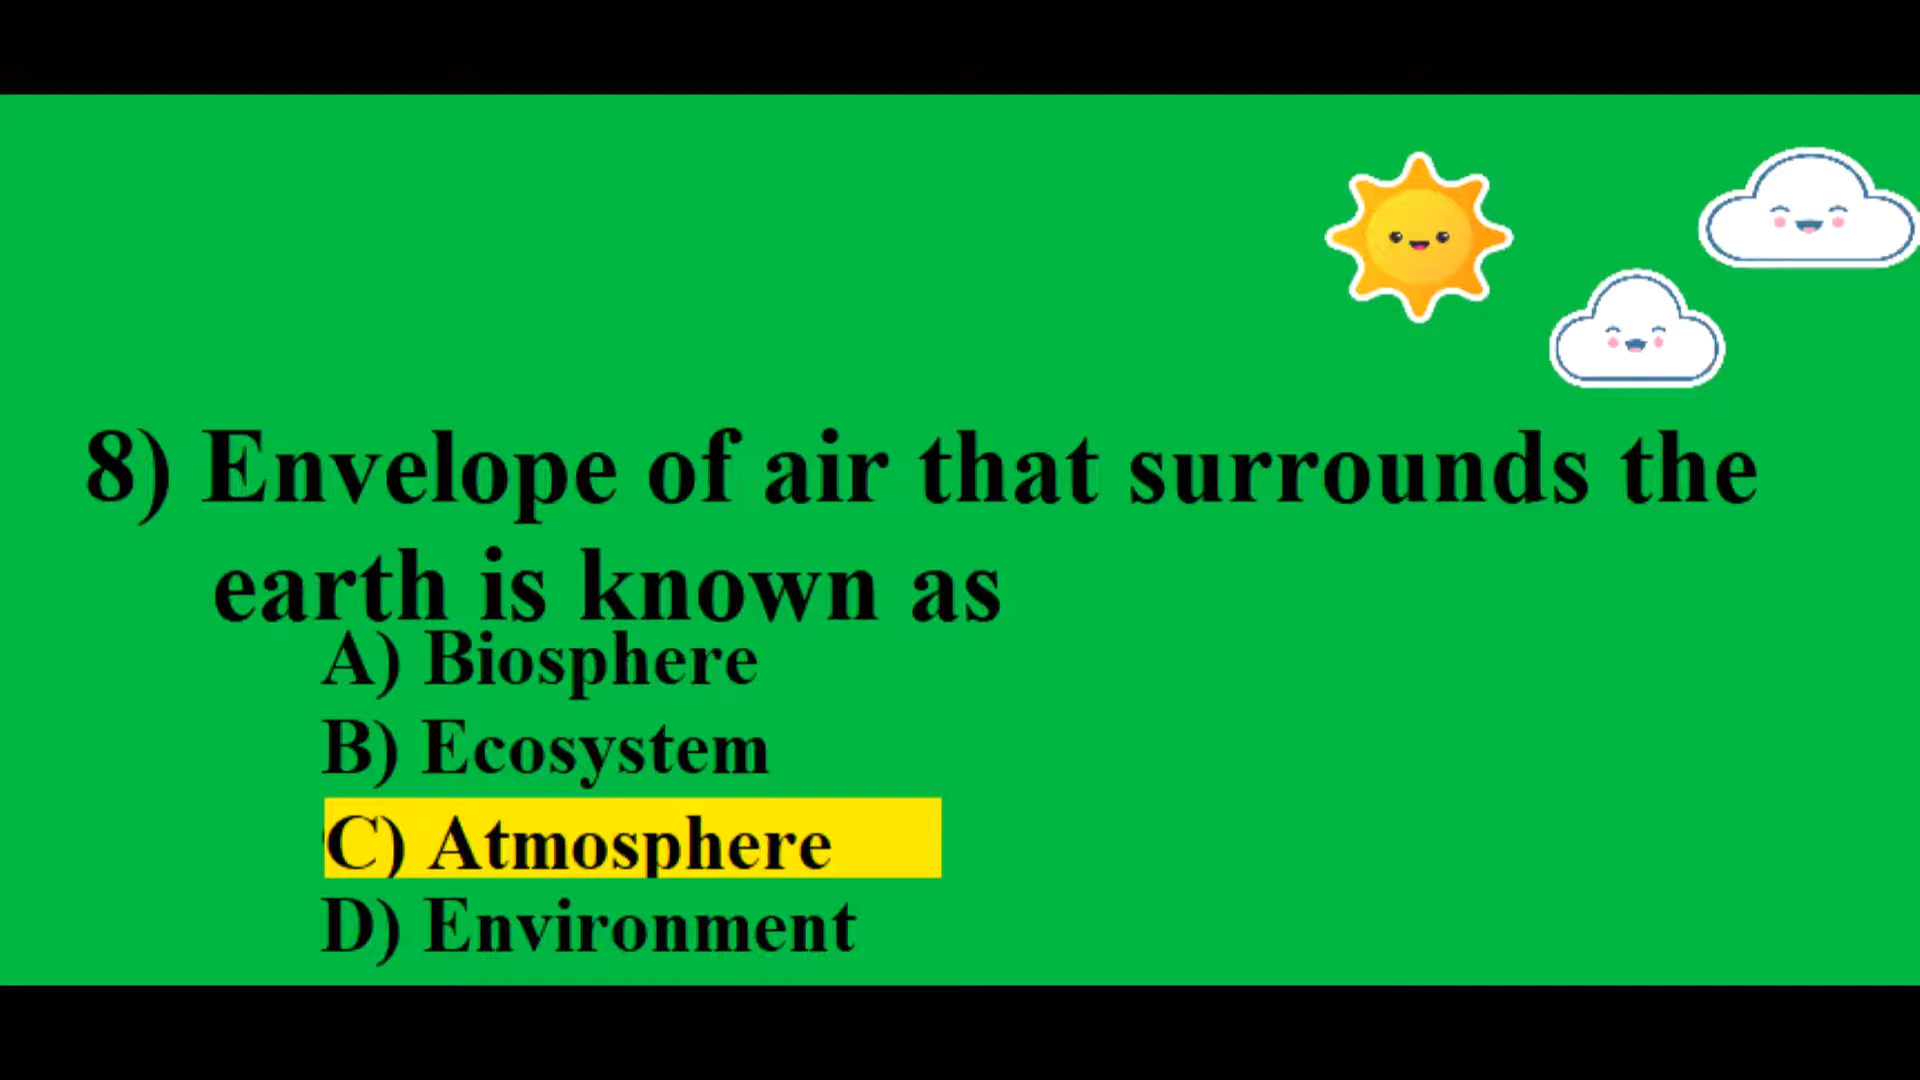 8) Envelope of air that surrounds the
earth is known as
A) Biosphere
B) Ecosystem
C) Atmosphere
D) Environment